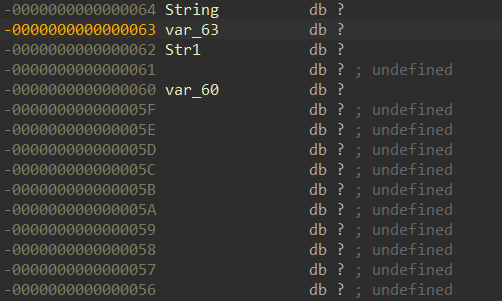 -0000000000000064 String db ?
-0000000000000063 var_63 db ?
-0000000000000062 Str1 db ?
-0000000000000061 db ? ; undefined
-0000000000000060 var_60 db ?
-000000000000005F db ? ; undefined
-000000000000005E db ? ; undefined
-000000000000005D db ? ; undefined
-000000000000005C db ? ; undefined
-000000000000005B db ? ; undefined
-000000000000005A db ? ; undefined
-0000000000000059 db ? ; undefined
-0000000000000058 db ? ; undefined
-0000000000000057 db ? ; undefined
-0000000000000056 db ? ; undefined